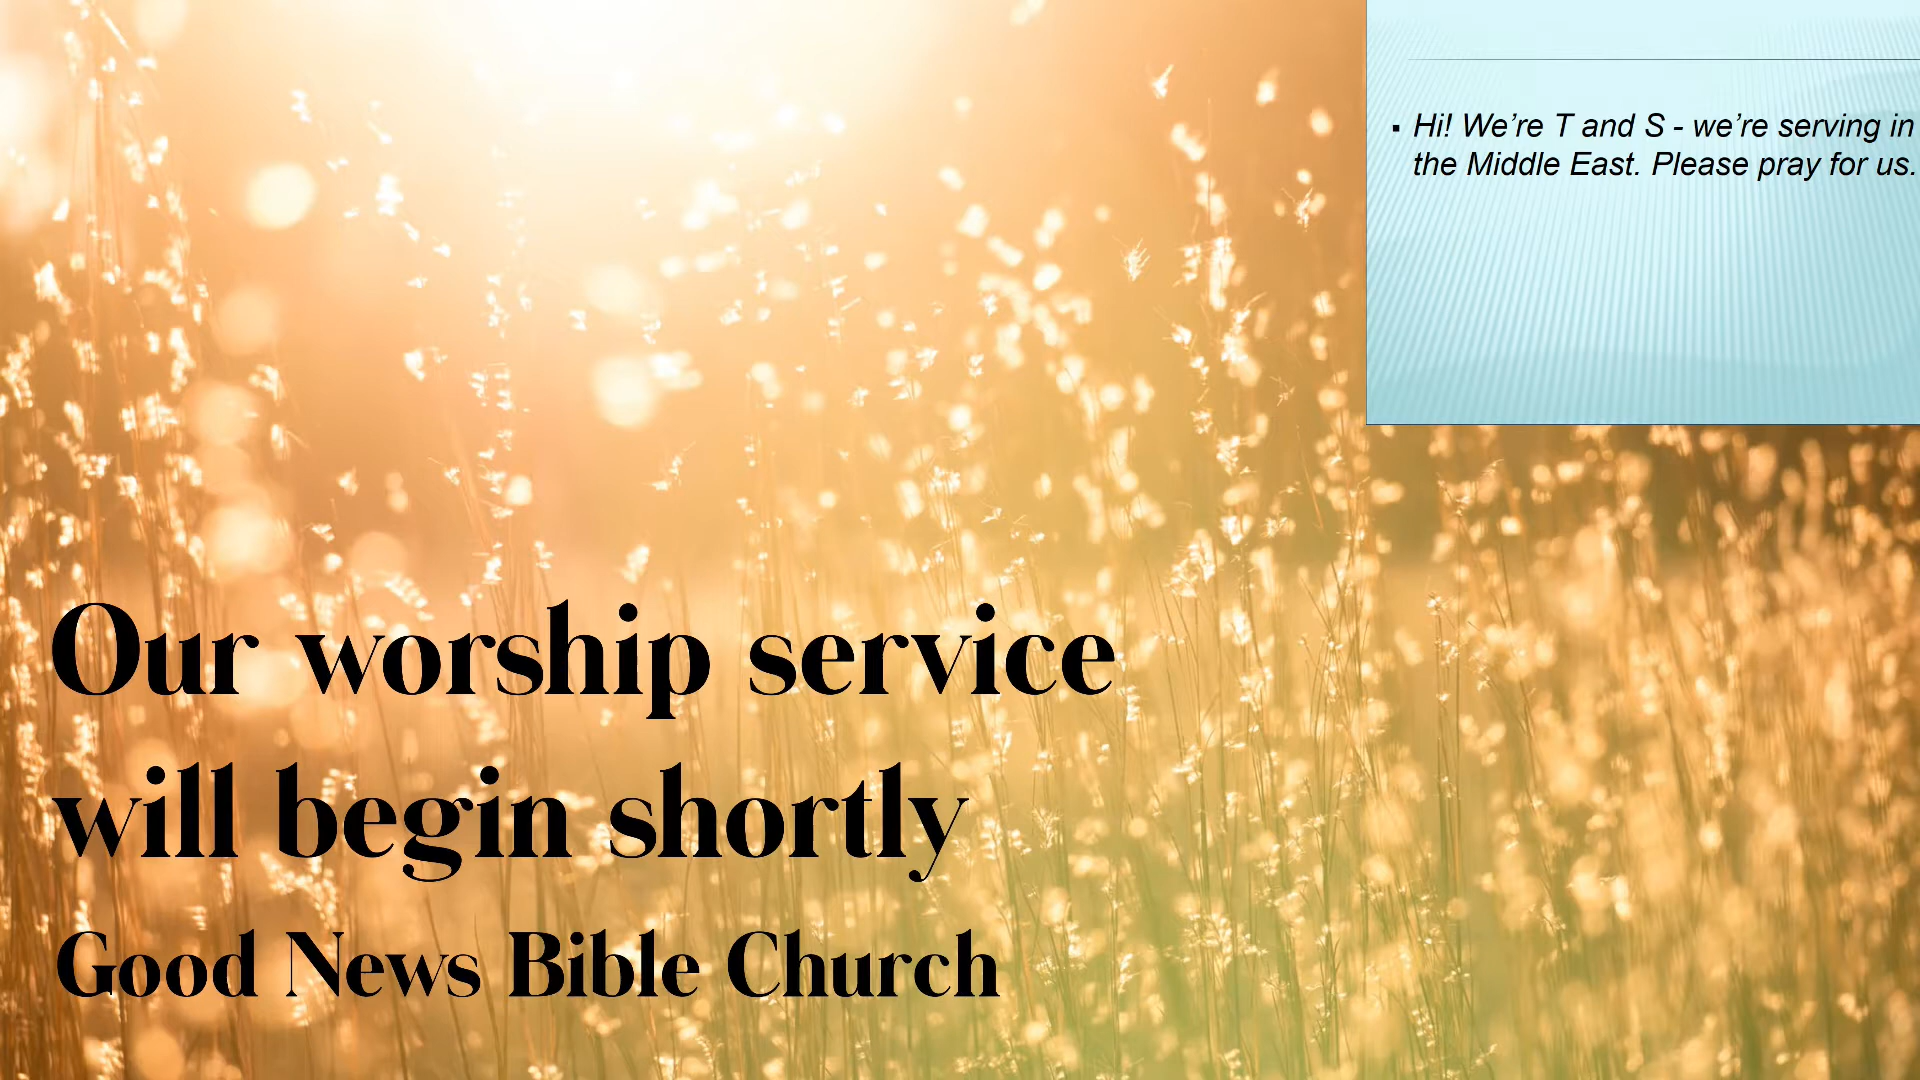 Hi! We’re T and S - we’re serving in
the Middle East. Please pray for us.
Our worship service
will begin shortly
Good News Bible Church